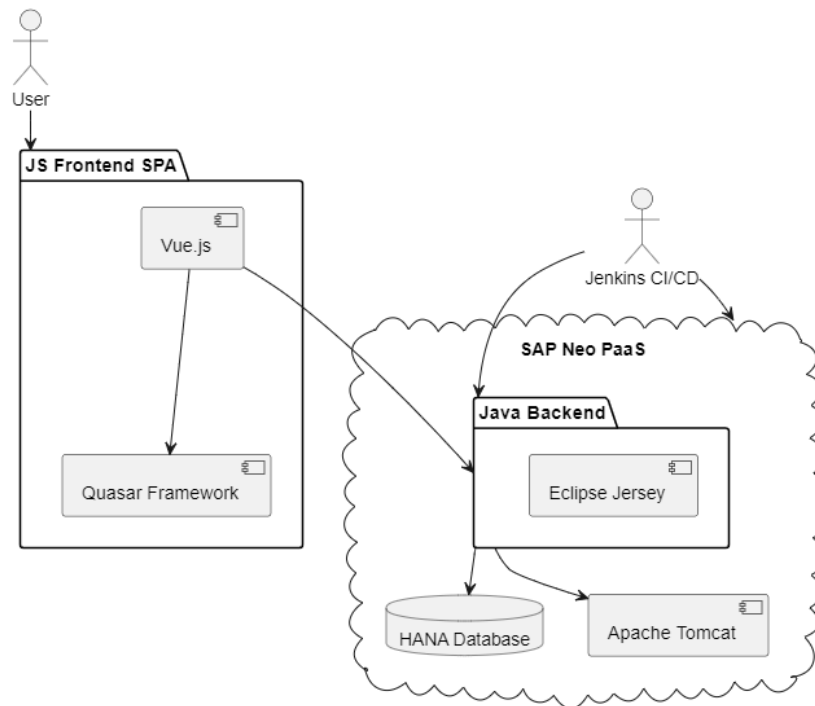 User
JS Frontend SPA
Vue.js
Jenkins CI/CD
SAP Neo PaaS
Java Backend
Quasar Framework
Eclipse Jersey
HANA Database
Apache Tomcat